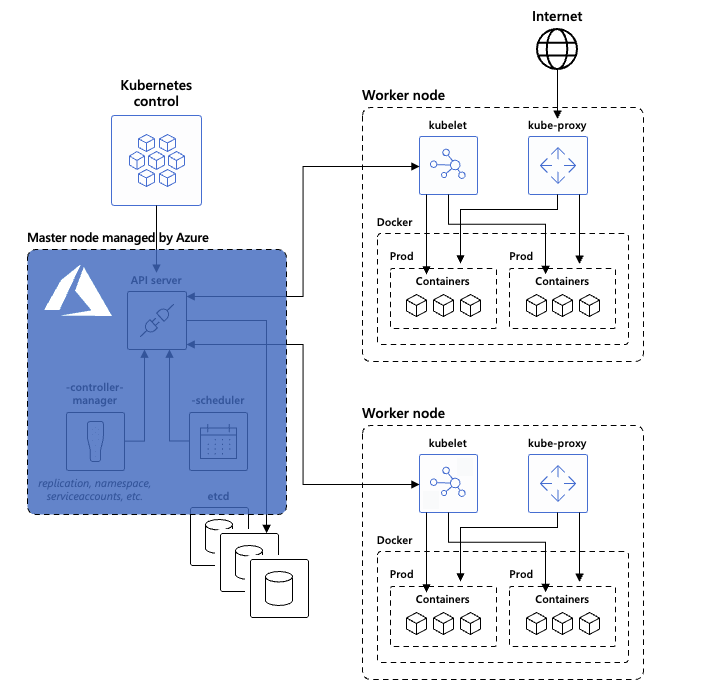 Internet
Kubernetes
control
Worker node
kubelet
kube-proxy
Docker
Prod
Prod
Containers
Containers
Master node managed by Azure
API server
-controller-
manager
-scheduler
replication, namespace,
serviceaccounts, etc.
etcd
Worker node
kubelet
kube-proxy
Docker
Prod
Prod
Containers
Containers